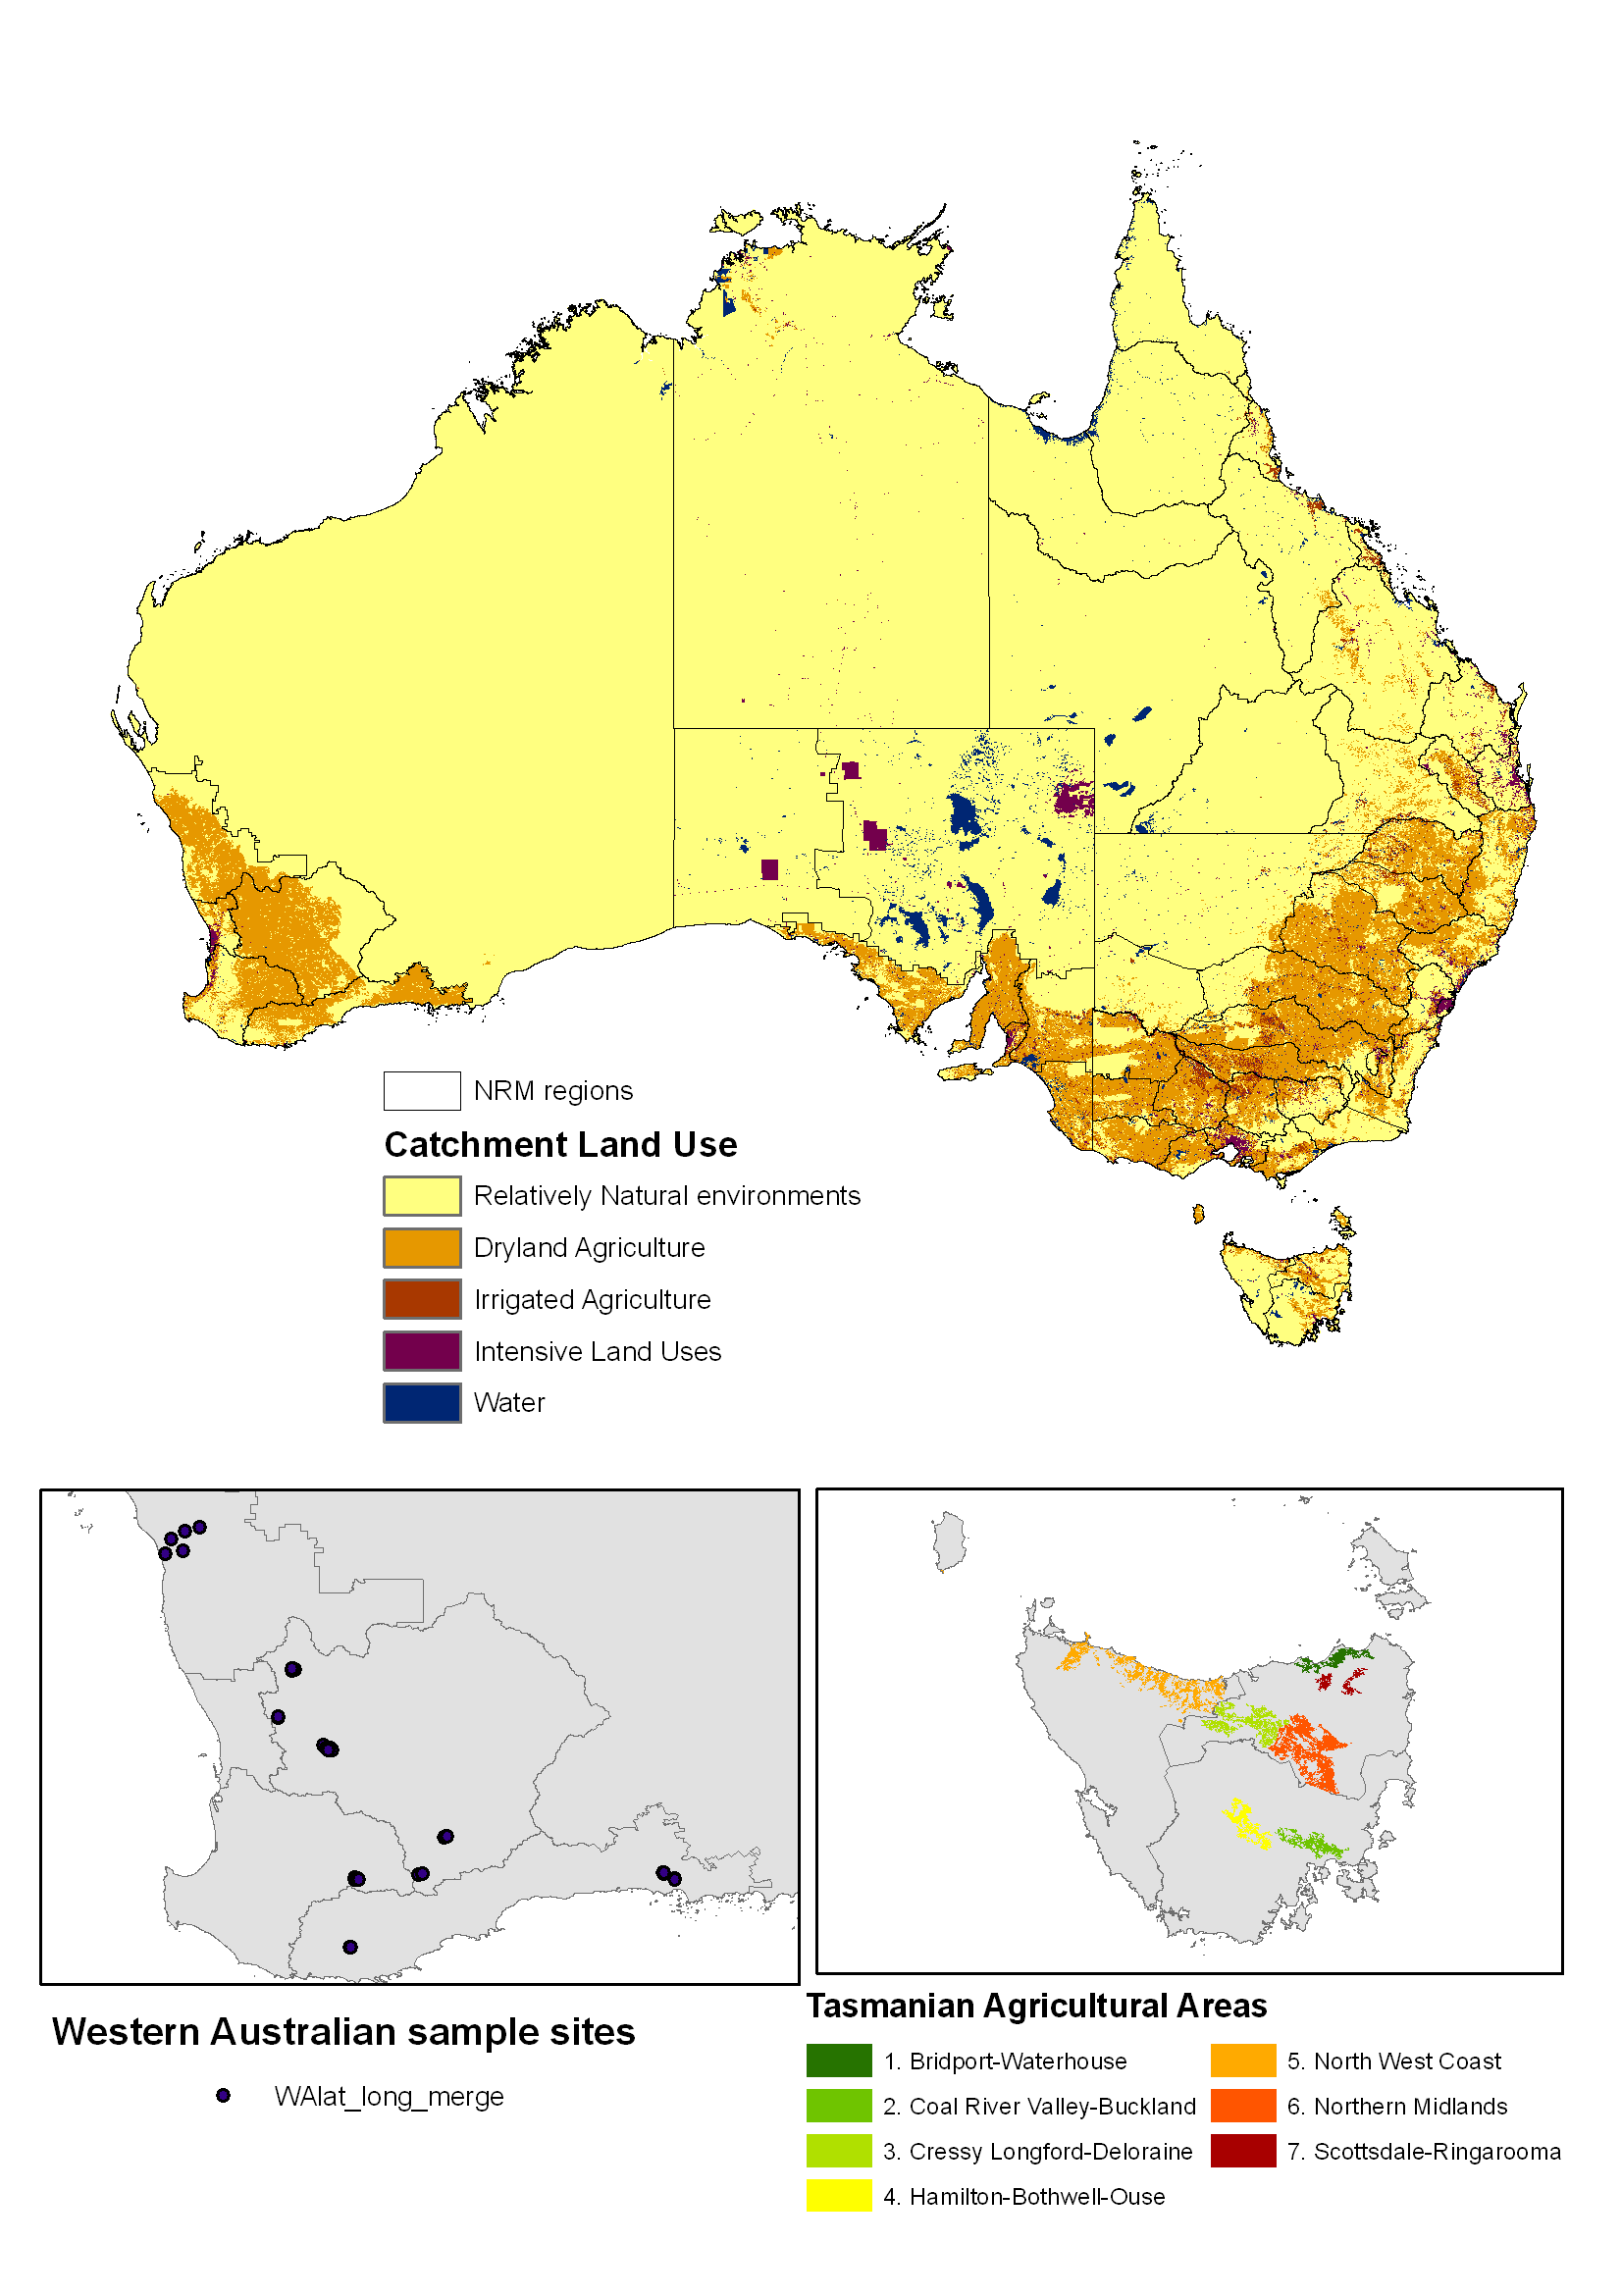 NRM regions
Catchment Land Use
Relatively Natural environments
Dryland Agriculture
Irrigated Agriculture
Intensive Land Uses
Water
Western Australian sample sites
WAlat_long_merge
Tasmanian Agricultural Areas
1. Bridport-Waterhouse
2. Coal River Valley-Buckland
3. Cressy Longford-Deloraine
4. Hamilton-Bothwell-Ouse
5. North West Coast
6. Northern Midlands
7. Scottsdale-Ringarooma